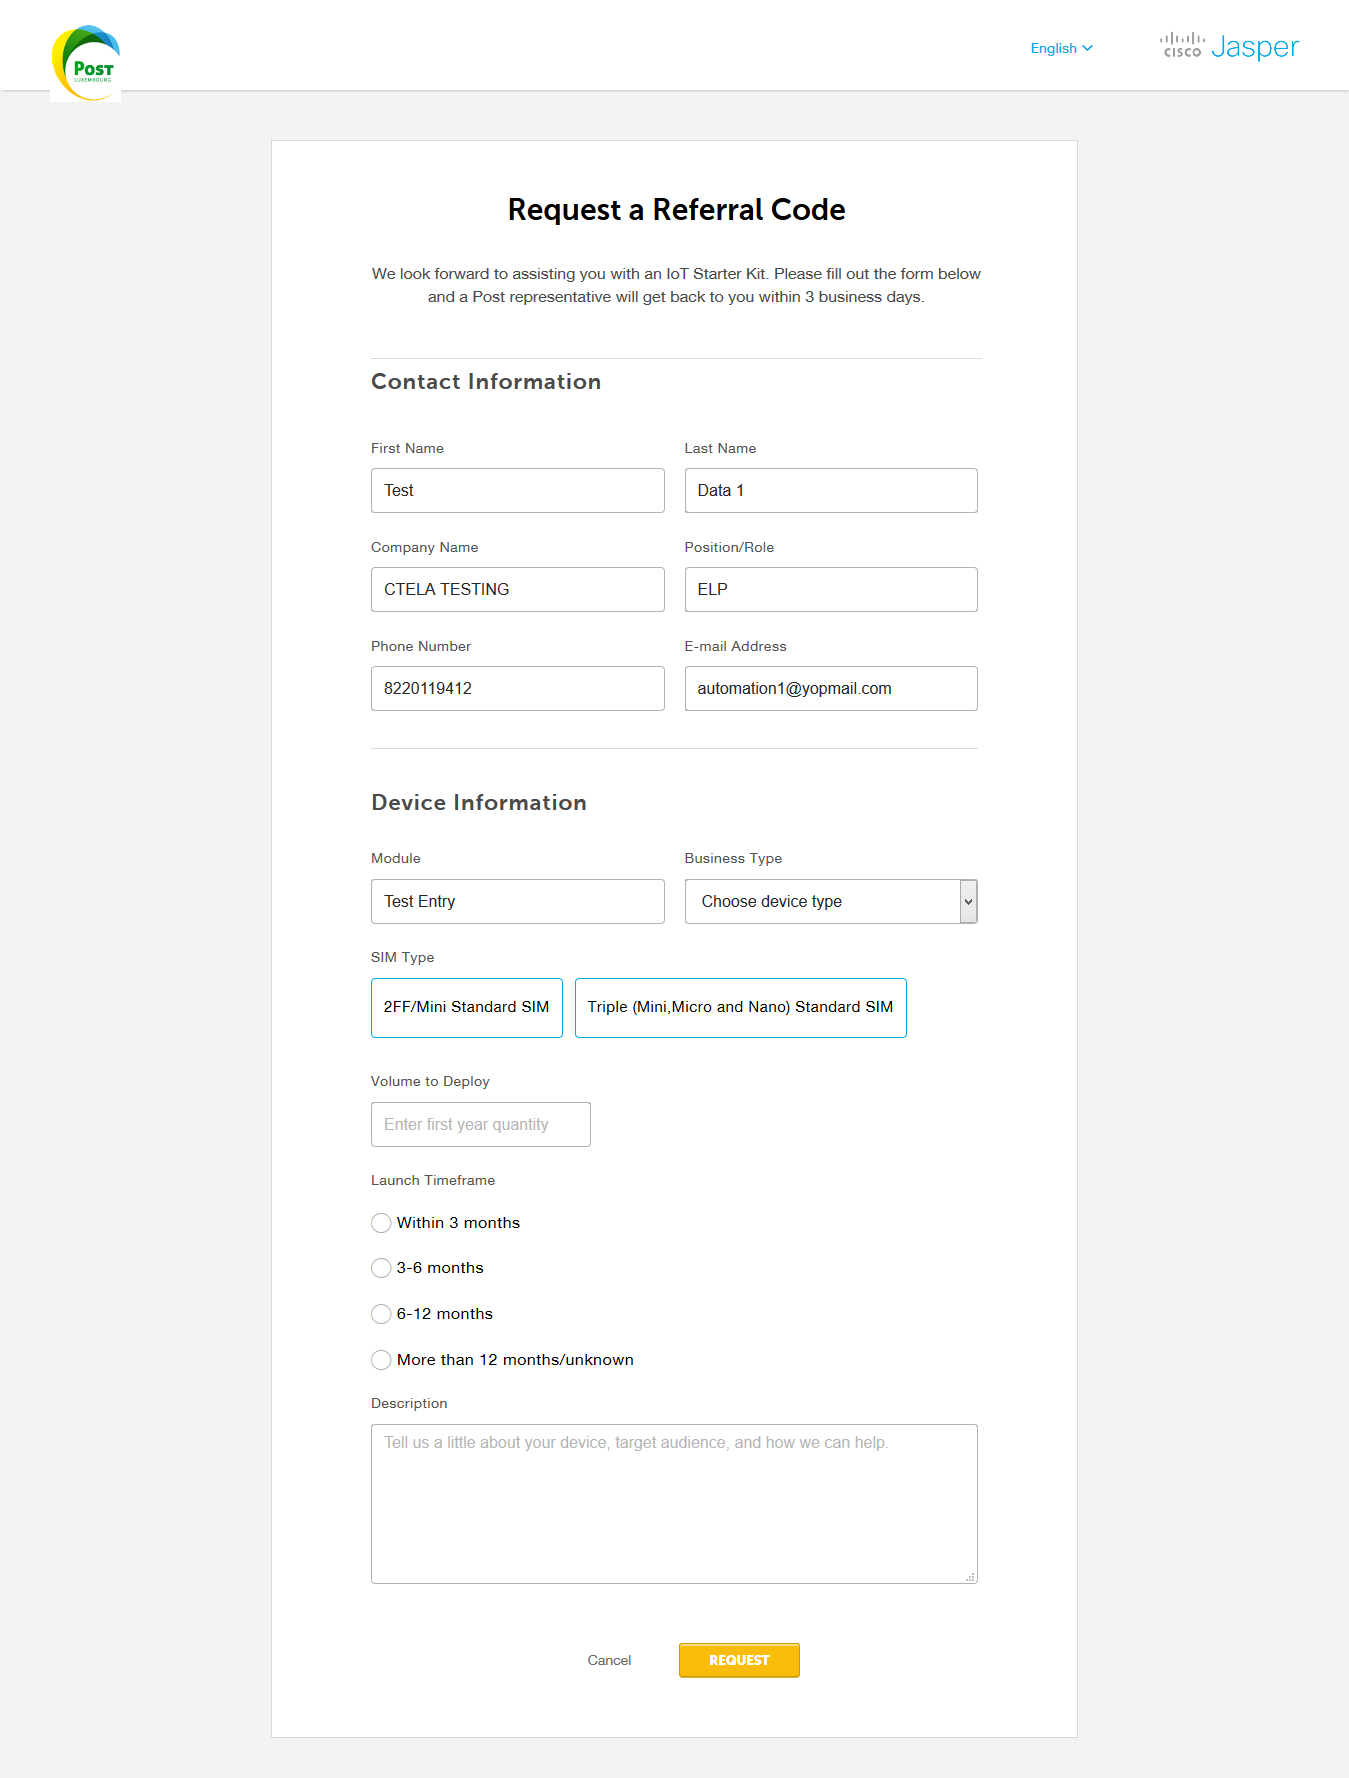 POST
LUXEMBOURG
English
CISCO Jasper
Request a Referral Code
We look forward to assisting you with an IoT Starter Kit. Please fill out the form below
and a Post representative will get back to you within 3 business days.
Contact Information
First Name
Last Name
Test
Data 1
Company Name
Position/Role
CTELA TESTING
ELP
Phone Number
E-mail Address
8220119412
automation1@yopmail.com
Device Information
Module
Business Type
Test Entry
Choose device type
SIM Type
2FF/Mini Standard SIM
Triple (Mini,Micro and Nano) Standard SIM
Volume to Deploy
Enter first year quantity
Launch Timeframe
Within 3 months
3-6 months
6-12 months
More than 12 months/unknown
Description
Tell us a little about your device, target audience, and how we can help.
Cancel
REQUEST